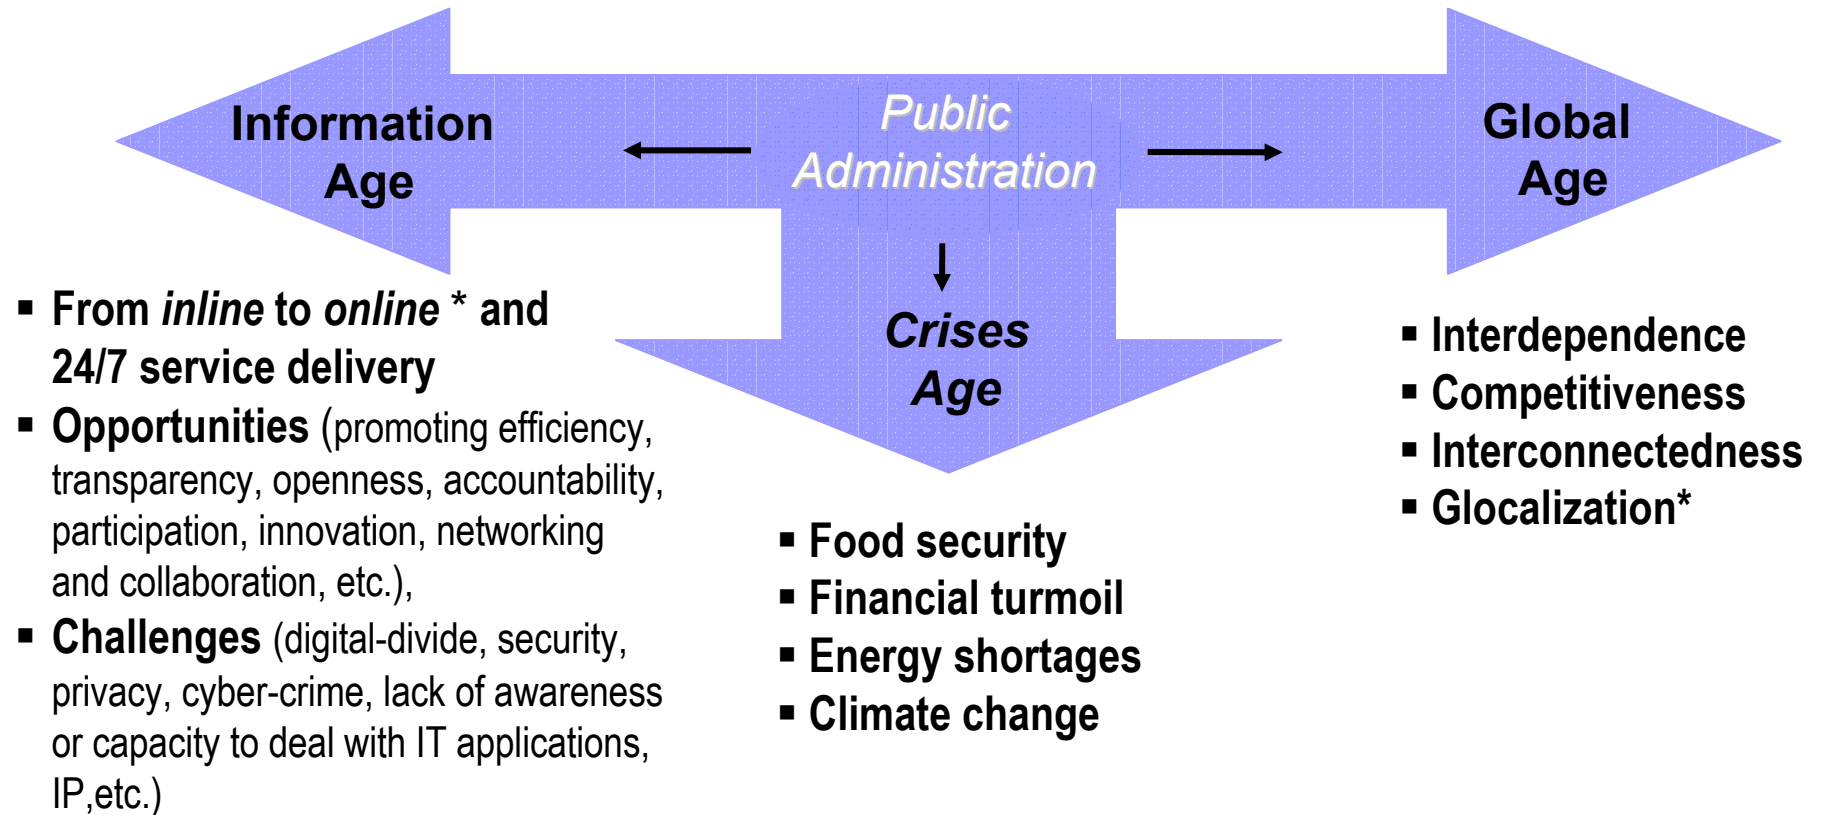 Public
Administration
Information
Age
Global
Age
Crises
Age
▪ From inline to online * and
24/7 service delivery
▪ Opportunities (promoting efficiency,
transparency, openness, accountability,
participation, innovation, networking
and collaboration, etc.),
▪ Challenges (digital-divide, security,
privacy, cyber-crime, lack of awareness
or capacity to deal with IT applications,
IP,etc.)
▪ Food security
▪ Financial turmoil
▪ Energy shortages
▪ Climate change
▪ Interdependence
▪ Competitiveness
▪ Interconnectedness
▪ Glocalization*